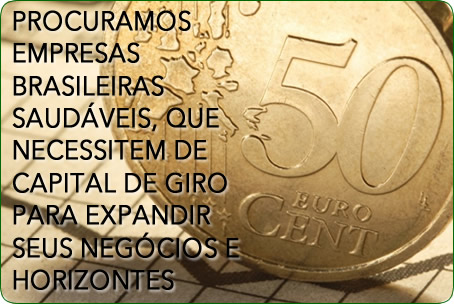 PROCURAMOS
EMPRESAS
BRASILEIRAS
SAUDÁVEIS, QUE
NECESSITEM DE
CAPITAL DE GIRO
PARA EXPANDIR
SEUS NEGÓCIOS E
HORIZONTES
50
EURO
CENT